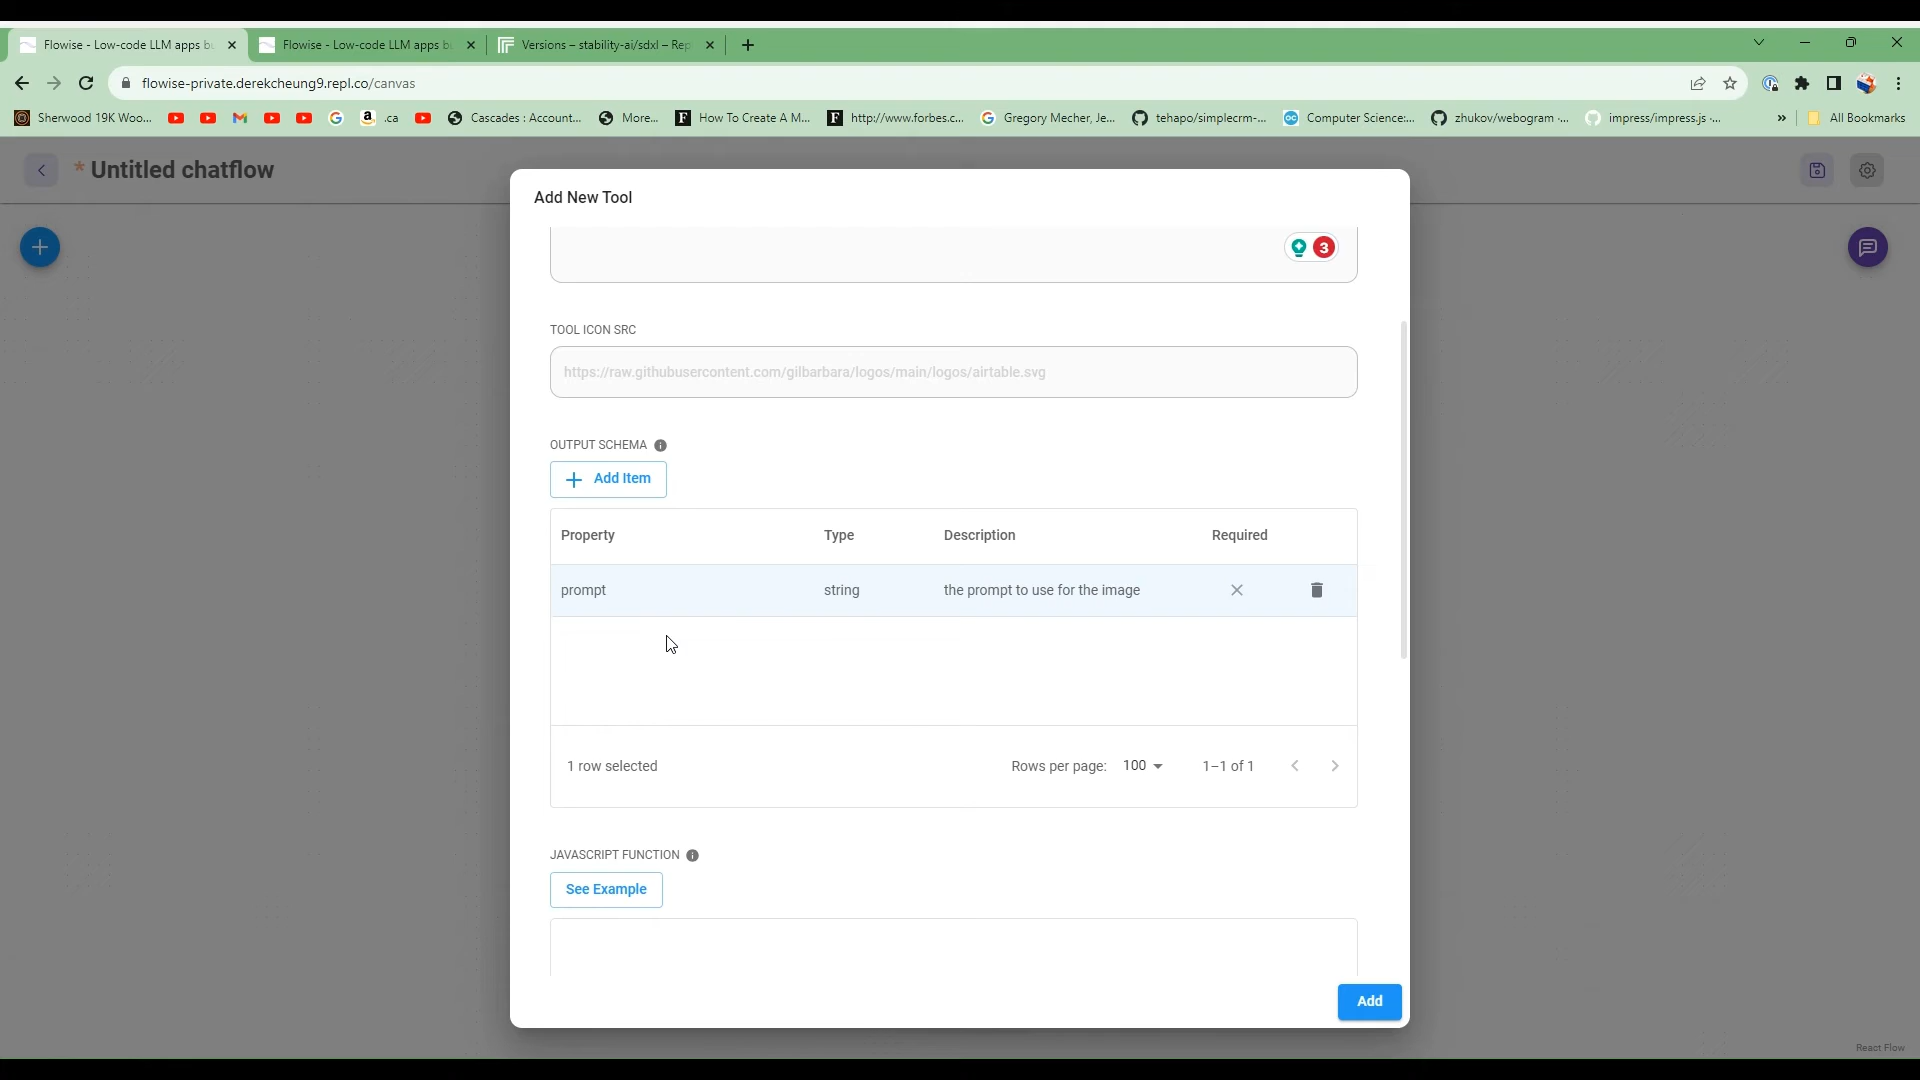 Flowise - Low-code LLM apps bu
Flowise - Low-code LLM apps bu
Versions – stability-ai/sdxl – Rep
flowise-private.derekcheung9.repl.co/canvas
Sherwood 19K Woo...
.ca
Cascades : Account...
More...
How To Create A M...
http://www.forbes.c...
Gregory Mecher, Je...
tehapo/simplecrm-...
Computer Science:...
zhukov/webogram -...
impress/impress.js ·...
»
All Bookmarks
* Untitled chatflow
Add New Tool
3
TOOL ICON SRC
https://raw.githubusercontent.com/gilbarbara/logos/main/logos/airtable.svg
OUTPUT SCHEMA
Add Item
Property Type Description Required
prompt string the prompt to use for the image
1 row selected Rows per page: 100 1–1 of 1
JAVASCRIPT FUNCTION
See Example
Add
React Flow